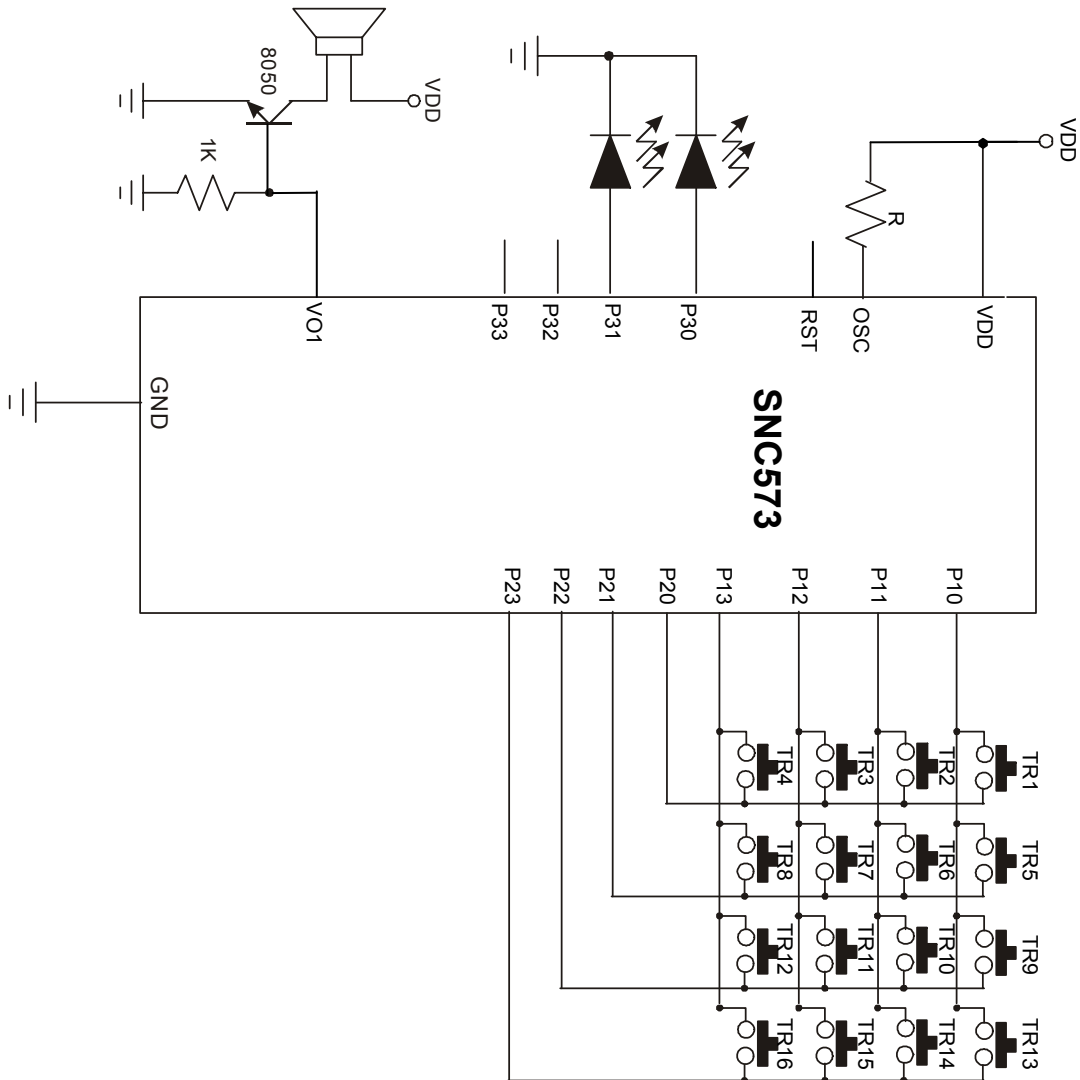 8050
VDD
1K
VDD
R
VO1
P33
P32
P31
P30
RST
OSC
VDD
GND
SNC573
P23
P22
P21
P20
P13
P12
P11
P10
TR4
TR3
TR2
TR1
TR8
TR7
TR6
TR5
TR12
TR11
TR10
TR9
TR16
TR15
TR14
TR13